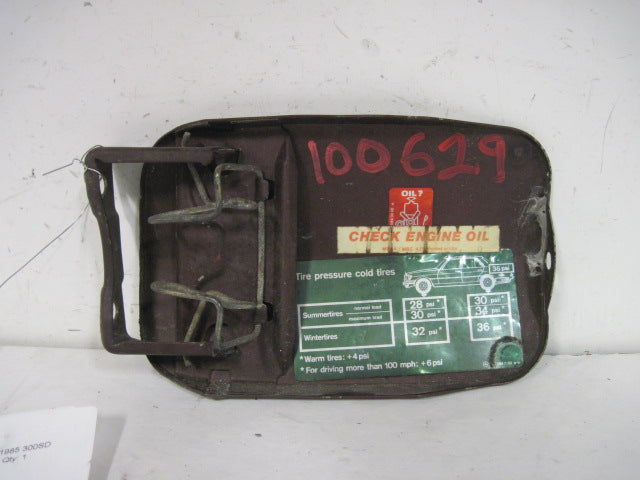 100629
OIL?
CHECK ENGINE OIL
36 psi
Tire pressure cold tires
Summertires normal load 28 psi* 30 psi*
maximum load 30 psi* 34 psi*
Wintertires 32 psi* 36 psi*
*Warm tires: +4 psi
*For driving more than 100 mph: +6 psi
1985 300SD
Qty: 1